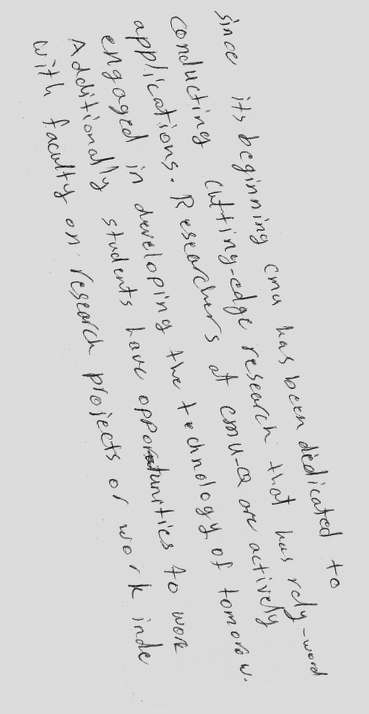 since its beginning cmu has been dedicated to
conducting cutting-edge research that has rely-word
applications. Researchers at cmu-Q are actively
engaged in developing the technology of tomorow.
Additionally students have opportunities to work
with faculty on research projects or work inde